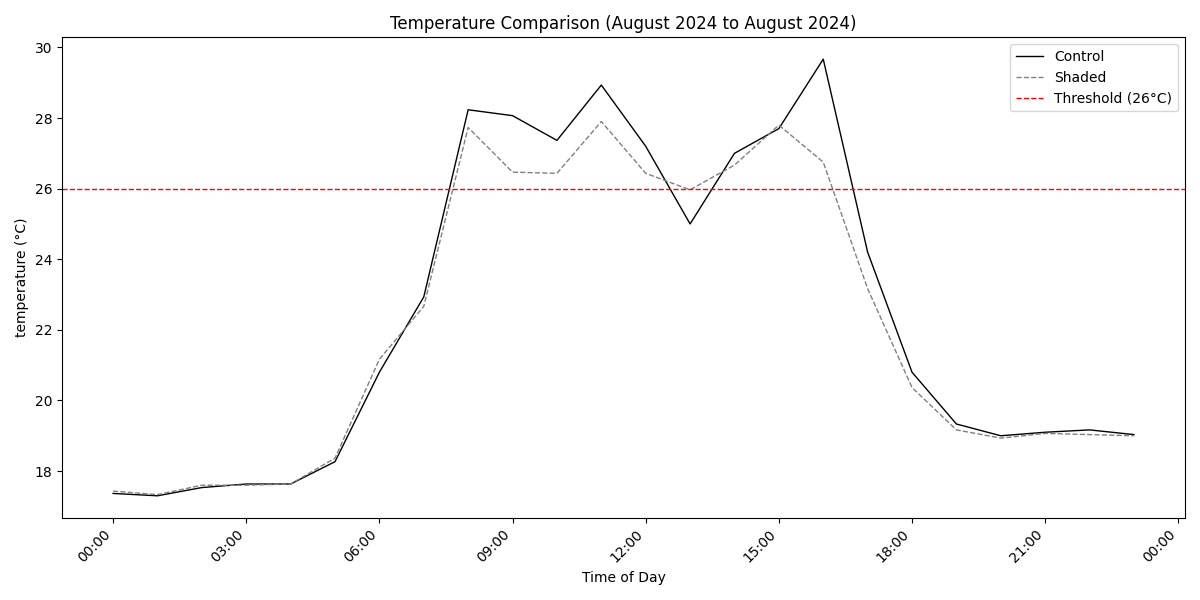 Temperature Comparison (August 2024 to August 2024)
Control
Shaded
Threshold (26°C)
temperature (°C)
30
28
26
24
22
20
18
00:00
03:00
06:00
09:00
12:00
15:00
18:00
21:00
00:00
Time of Day